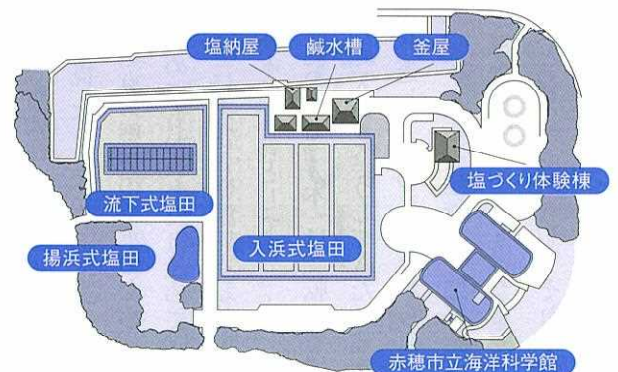 塩納屋
鹹水槽
釜屋
塩づくり体験棟
流下式塩田
揚浜式塩田
入浜式塩田
赤穂市立海洋科学館